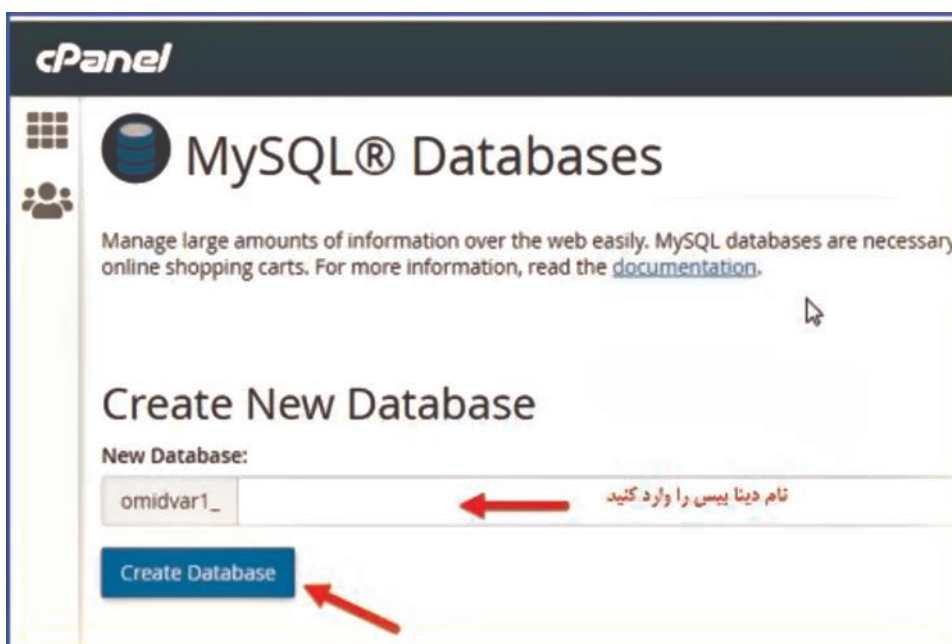 cPanel
MySQL® Databases
Manage large amounts of information over the web easily. MySQL databases are necessary
online shopping carts. For more information, read the documentation.
Create New Database
New Database:
omidvar1_
نام دیتا بیس را وارد کنید
Create Database